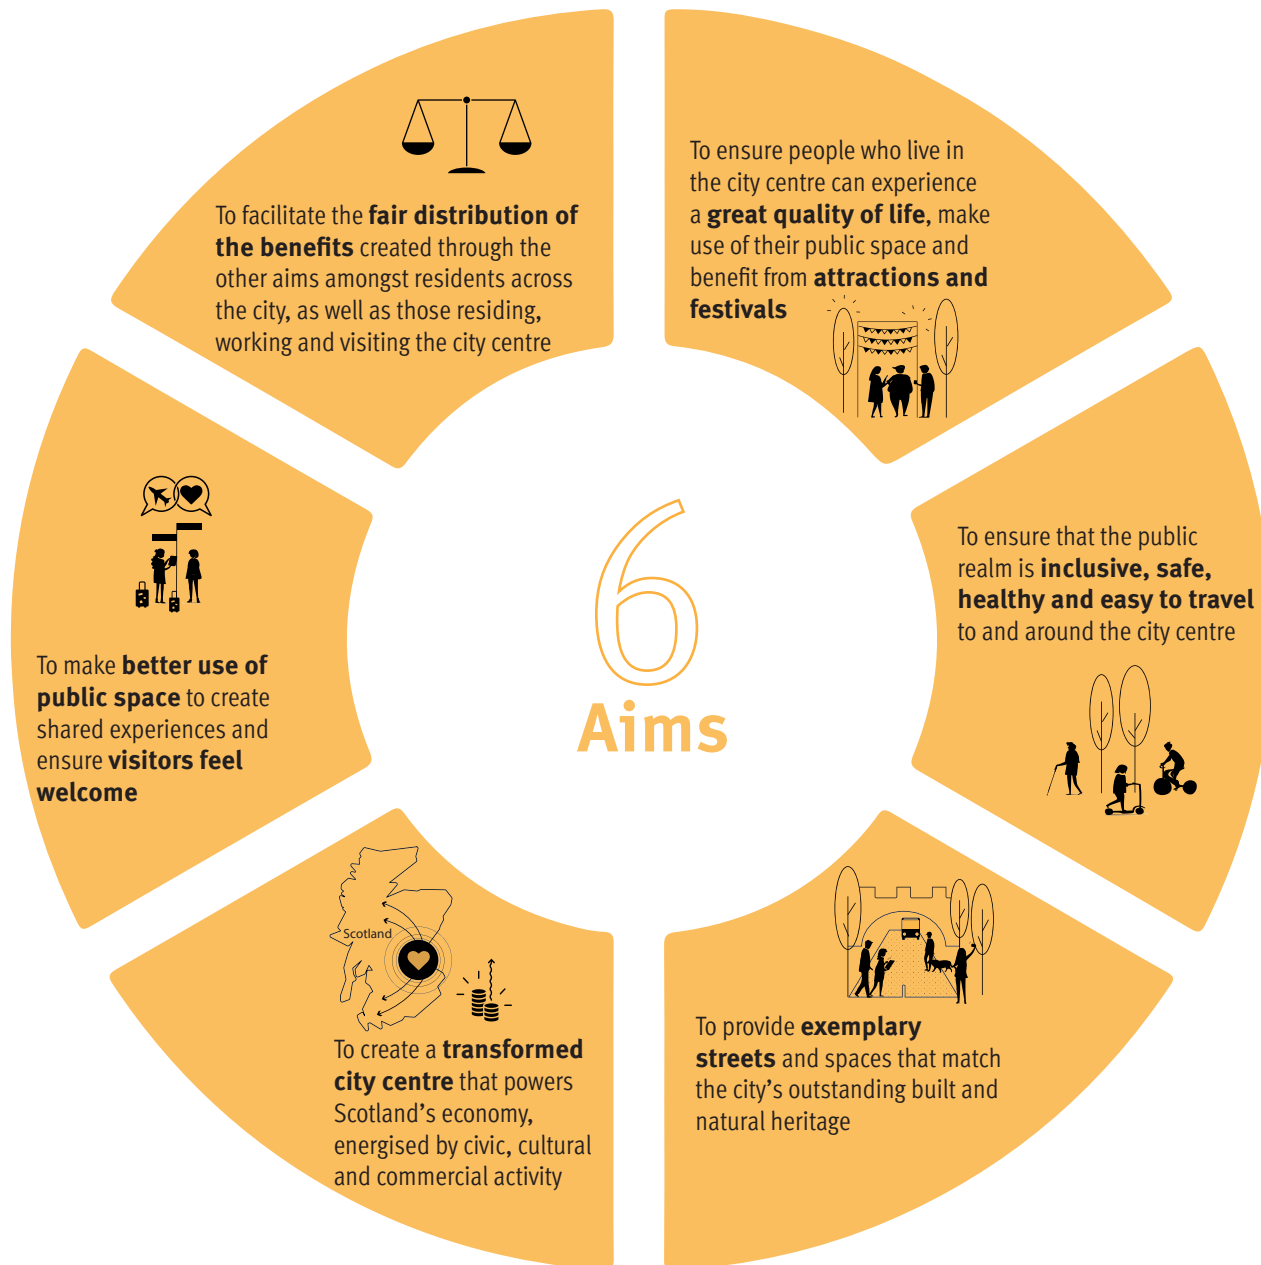 To facilitate the fair distribution of
the benefits created through the
other aims amongst residents across
the city, as well as those residing,
working and visiting the city centre
To ensure people who live in
the city centre can experience
a great quality of life, make
use of their public space and
benefit from attractions and
festivals
To ensure that the public
realm is inclusive, safe,
healthy and easy to travel
to and around the city centre
To provide exemplary
streets and spaces that match
the city’s outstanding built and
natural heritage
Scotland
To create a transformed
city centre that powers
Scotland’s economy,
energised by civic, cultural
and commercial activity
To make better use of
public space to create
shared experiences and
ensure visitors feel
welcome
6
Aims